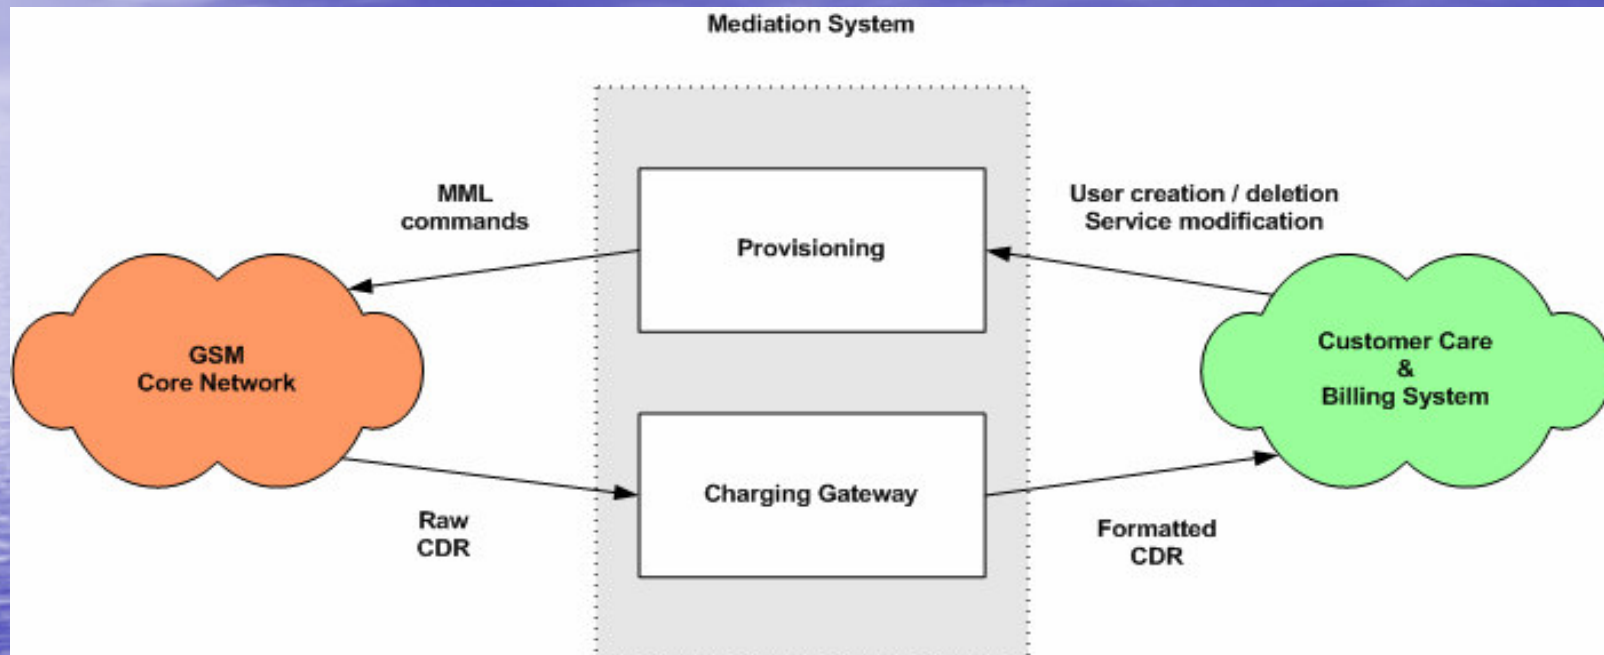 Mediation System
MML
commands
User creation / deletion
Service modification
Provisioning
GSM
Core Network
Customer Care
&
Billing System
Charging Gateway
Raw
CDR
Formatted
CDR